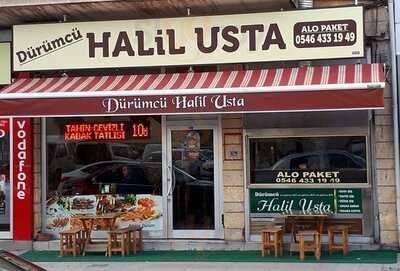 Dürümcü HALİL USTA
ALO PAKET
0546 433 19 49
Dürümcü Halil Usta
vodafone
TAHİN-CEVİZLİ
KABAK TATLISI 10₺
ALO PAKET
0546 433 19 49
DÜRÜMCÜ
Halil Usta